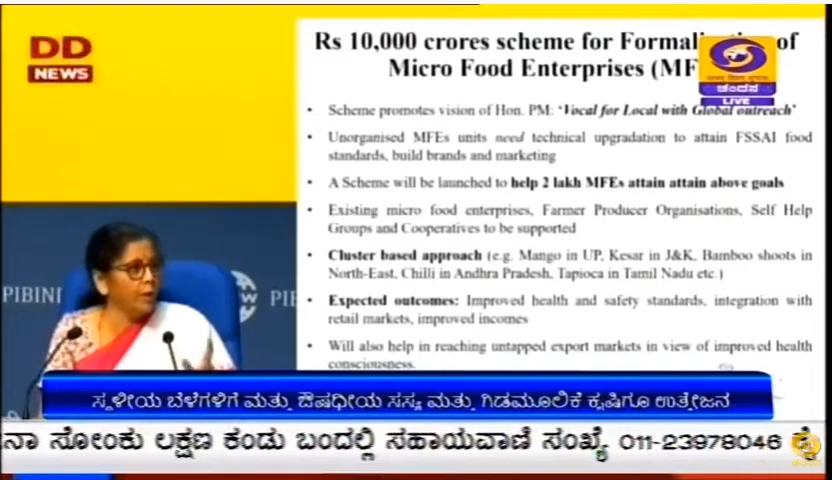 DD
NEWS
Rs 10,000 crores scheme for Formalisation of
Micro Food Enterprises (MF
ಚಂದನ
LIVE
• Scheme promotes vision of Hon. PM: ‘Vocal for Local with Global outreach’
• Unorganised MFEs units need technical upgradation to attain FSSAI food
standards, build brands and marketing
• A Scheme will be launched to help 2 lakh MFEs attain attain above goals
• Existing micro food enterprises, Farmer Producer Organisations, Self Help
Groups and Cooperatives to be supported
• Cluster based approach (e.g. Mango in UP, Kesar in J&K, Bamboo shoots in
North-East, Chilli in Andhra Pradesh, Tapioca in Tamil Nadu etc.)
• Expected outcomes: Improved health and safety standards, integration with
retail markets, improved incomes
• Will also help in reaching untapped export markets in view of improved health
consciousness.
PIBINI
PIB
ಸ್ಥಳೀಯ ಬೆಳೆಗಳಿಗೆ ಮತ್ತು ಔಷಧೀಯ ಸಸ್ಯ ಮತ್ತು ಗಿಡಮೂಲಿಕೆ ಕೃಷಿಗೂ ಉತ್ತೇಜನ
ನಾ ಸೋಂಕು ಲಕ್ಷಣ ಕಂಡು ಬಂದಲ್ಲಿ ಸಹಾಯವಾಣಿ ಸಂಖ್ಯೆ 011-23978046 ಕ್ಕೆ